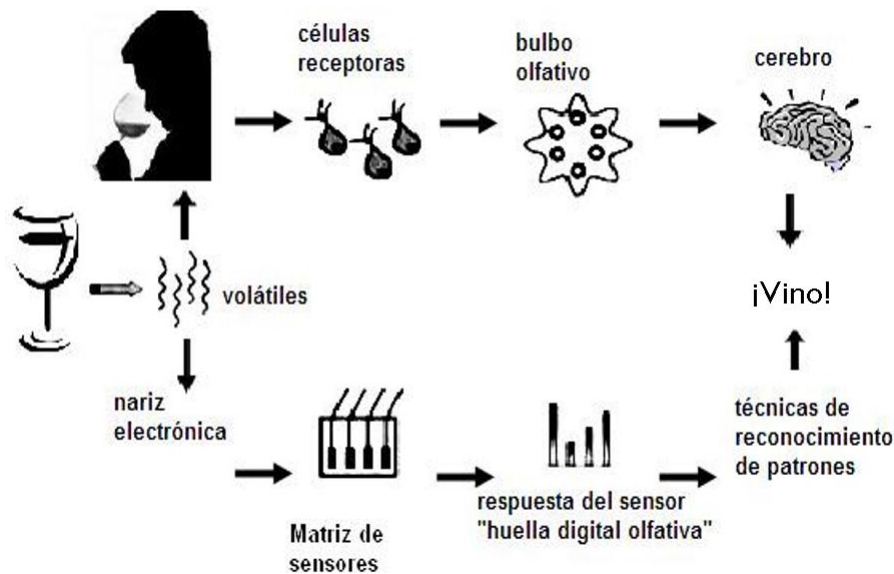 células
receptoras
bulbo
olfativo
cerebro
volátiles
¡Vino!
nariz
electrónica
técnicas de
reconocimiento
de patrones
respuesta del sensor
"huella digital olfativa"
Matriz de
sensores